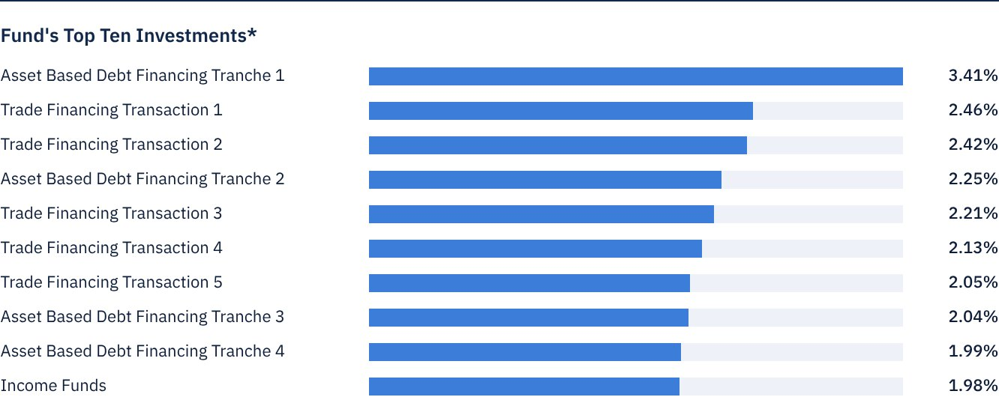 Fund's Top Ten Investments*
Asset Based Debt Financing Tranche 1 3.41%
Trade Financing Transaction 1 2.46%
Trade Financing Transaction 2 2.42%
Asset Based Debt Financing Tranche 2 2.25%
Trade Financing Transaction 3 2.21%
Trade Financing Transaction 4 2.13%
Trade Financing Transaction 5 2.05%
Asset Based Debt Financing Tranche 3 2.04%
Asset Based Debt Financing Tranche 4 1.99%
Income Funds 1.98%